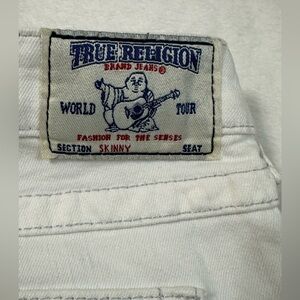 TRUE RELIGION
BRAND JEANS®
WORLD TOUR
FASHION FOR THE SENSES
SECTION SKINNY SEAT